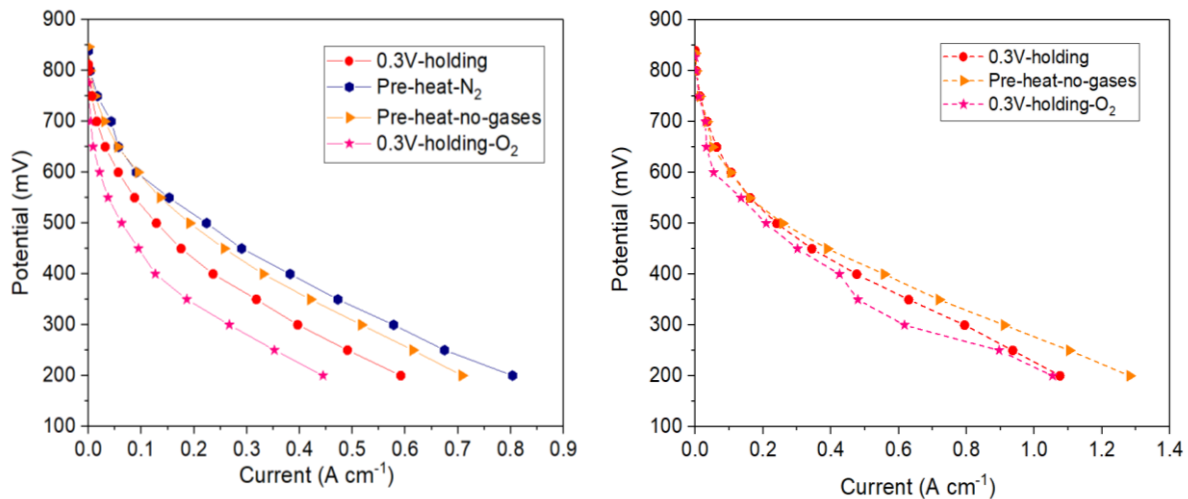 900
800
700
600
500
400
300
200
100
Potential (mV)
0.3V-holding
Pre-heat-N₂
Pre-heat-no-gases
0.3V-holding-O₂
0.0 0.1 0.2 0.3 0.4 0.5 0.6 0.7 0.8 0.9
Current (A cm⁻¹)
900
800
700
600
500
400
300
200
100
Potential (mV)
0.3V-holding
Pre-heat-no-gases
0.3V-holding-O₂
0.0 0.2 0.4 0.6 0.8 1.0 1.2 1.4
Current (A cm⁻¹)